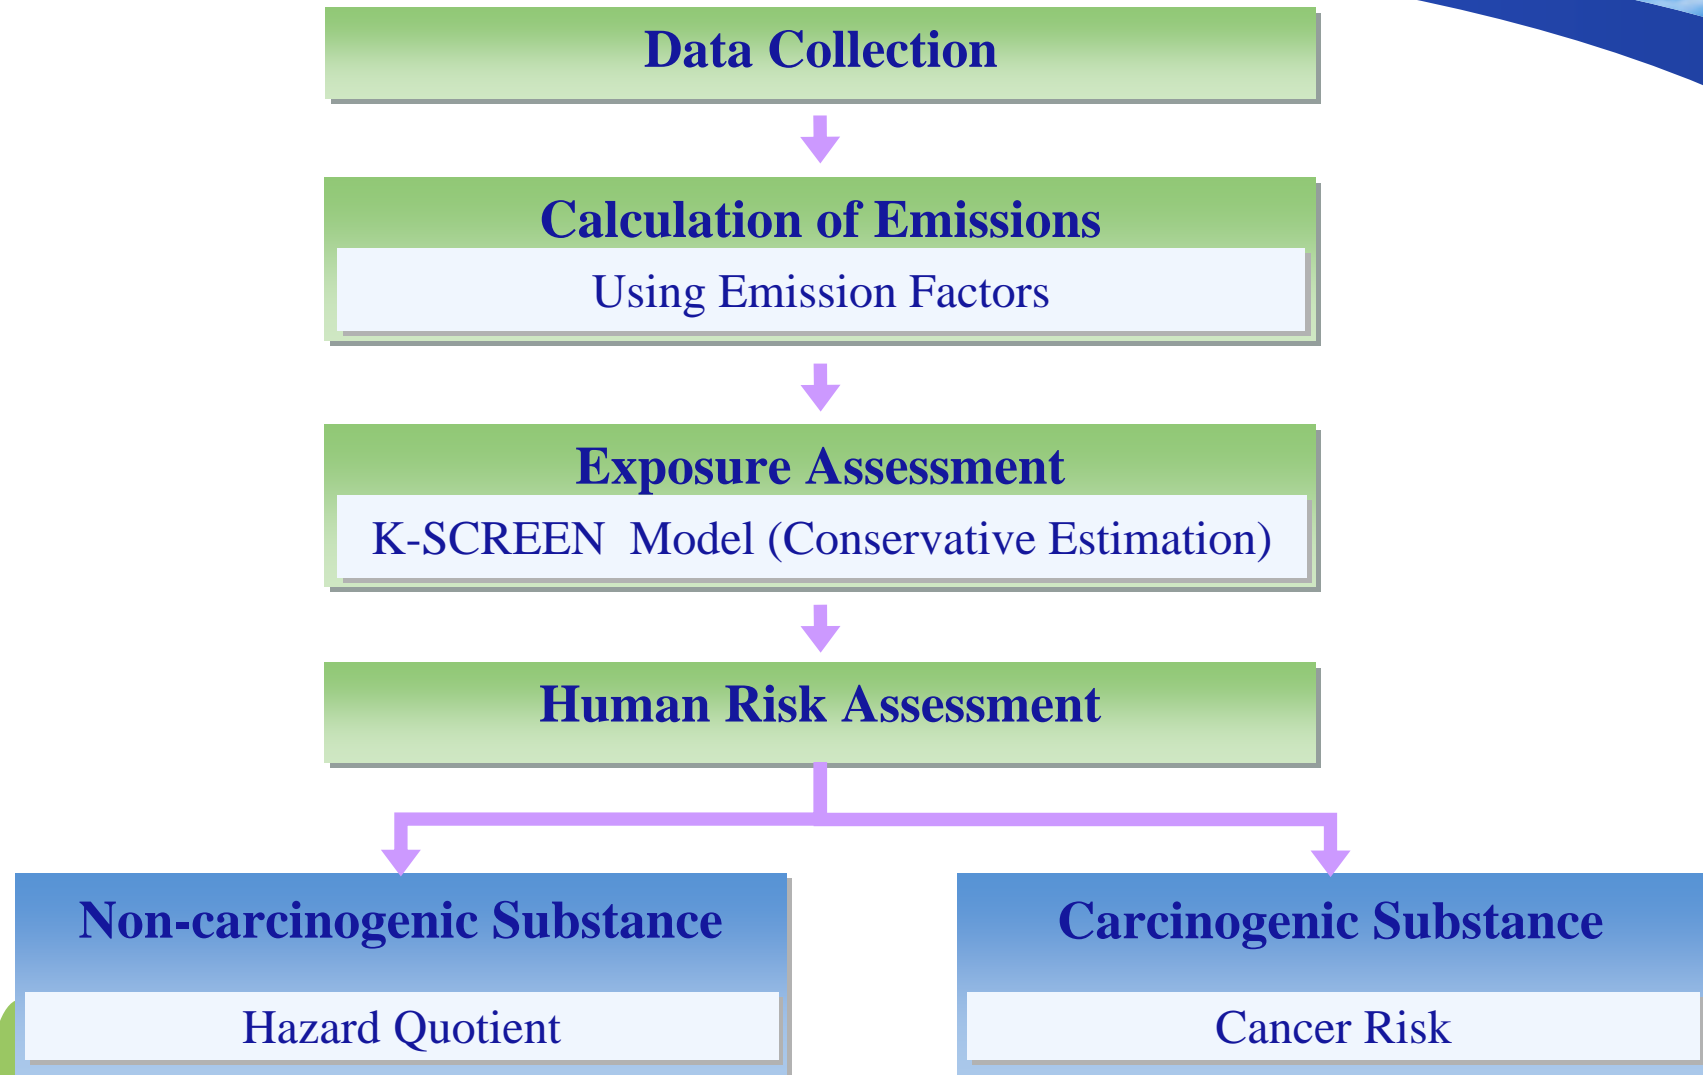 Data Collection
Calculation of Emissions
Using Emission Factors
Exposure Assessment
K-SCREEN  Model (Conservative Estimation)
Human Risk Assessment
Non-carcinogenic Substance
Hazard Quotient
Carcinogenic Substance
Cancer Risk